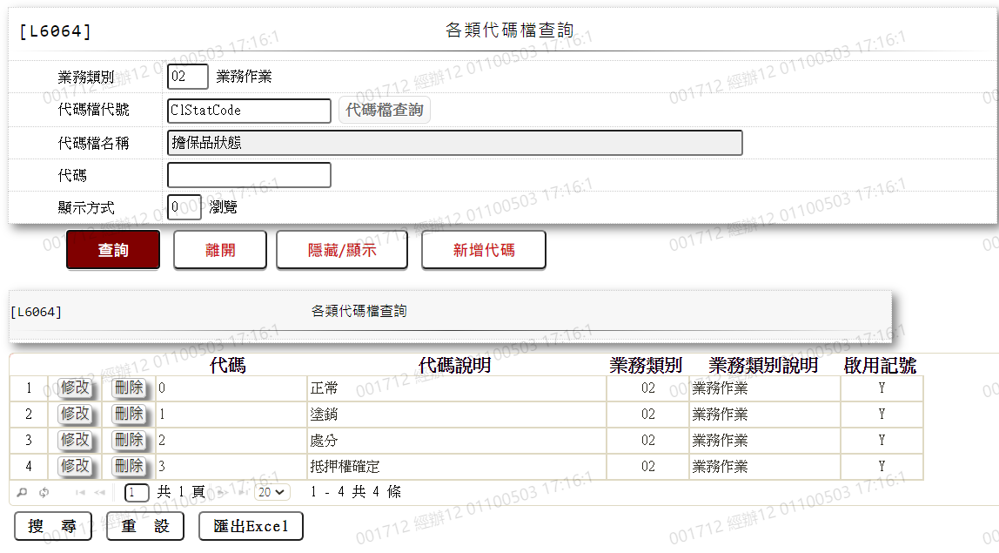 [L6064] 各類代碼檔查詢
業務類別 02 業務作業
代碼檔代號 ClStatCode 代碼檔查詢
代碼檔名稱 擔保品狀態
代碼
顯示方式 0 瀏覽
查詢 離開 隱藏/顯示 新增代碼
[L6064] 各類代碼檔查詢
代碼 代碼說明 業務類別 業務類別說明 啟用記號
1 修改 刪除 0 正常 02 業務作業 Y
2 修改 刪除 1 塗銷 02 業務作業 Y
3 修改 刪除 2 處分 02 業務作業 Y
4 修改 刪除 3 抵押權確定 02 業務作業 Y
1 共 1 頁 20 1 - 4 共 4 條
搜 尋 重 設 匯出Excel
001712 經辦12 01100503 17:16:1